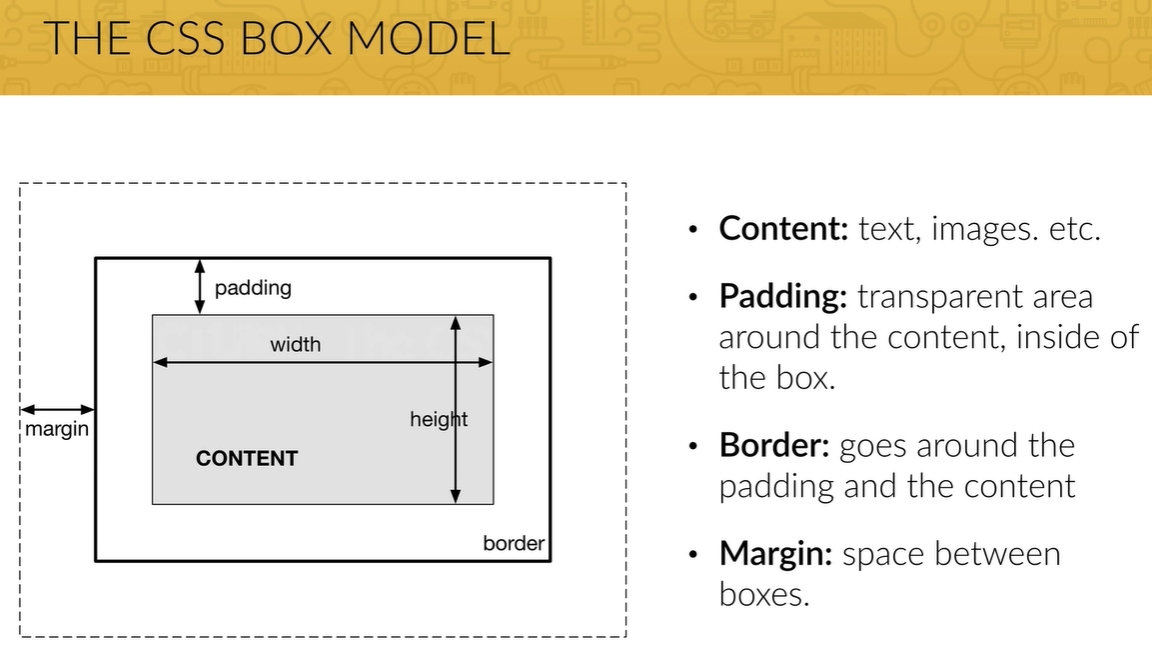 THE CSS BOX MODEL
padding
width
height
margin
CONTENT
border
• Content: text, images. etc.
• Padding: transparent area
around the content, inside of
the box.
• Border: goes around the
padding and the content
• Margin: space between
boxes.